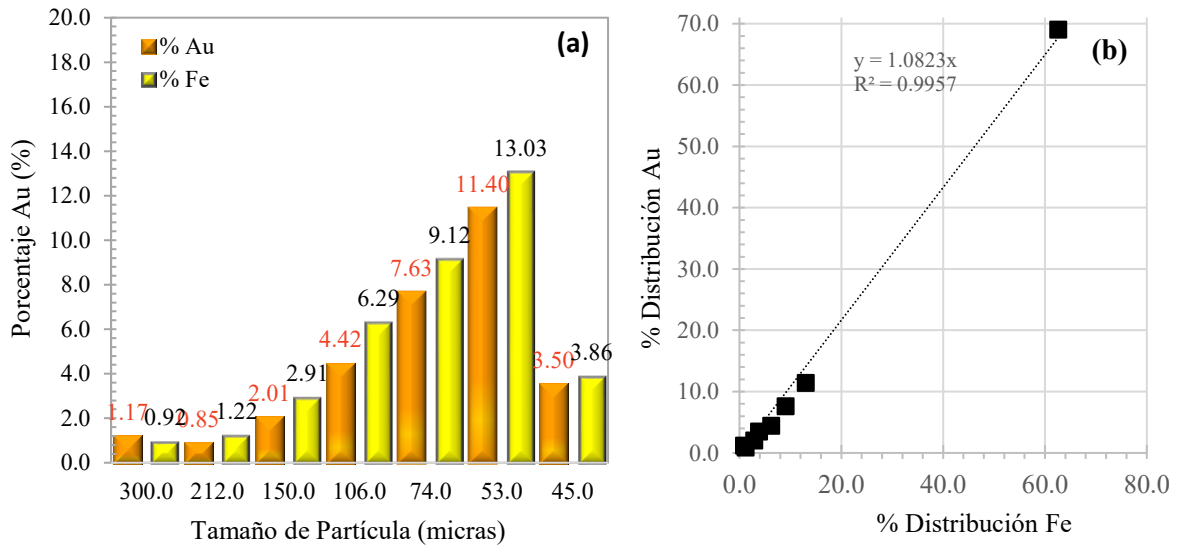 20.0
18.0
16.0
14.0
12.0
10.0
8.0
6.0
4.0
2.0
0.0
Porcentaje Au (%)
% Au
% Fe
(a)
1.17
0.92
0.85
1.22
2.01
2.91
4.42
6.29
7.63
9.12
11.40
13.03
3.50
3.86
300.0 212.0 150.0 106.0 74.0 53.0 45.0
Tamaño de Partícula (micras)
70.0
60.0
50.0
40.0
30.0
20.0
10.0
0.0
% Distribución Au
y = 1.0823x
R² = 0.9957
(b)
0.0 20.0 40.0 60.0 80.0
% Distribución Fe